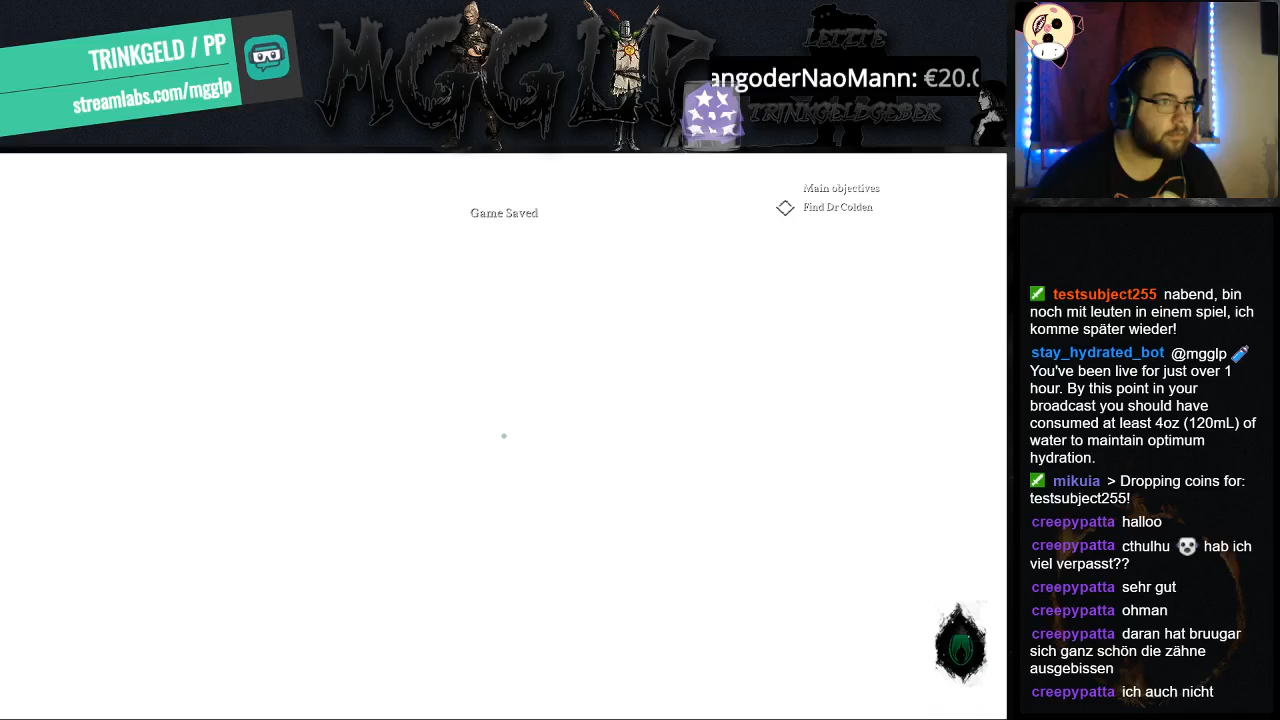 TRINKGELD / PP
streamlabs.com/mgglp
MGGLP
LETZTE
angoderNaoMann: €20.0
TRINKGELDGEBER
Main objectives
Find Dr Colden
Game Saved
testsubject255 nabend, bin
noch mit leuten in einem spiel, ich
komme später wieder!
stay_hydrated_bot @mgglp
You've been live for just over 1
hour. By this point in your
broadcast you should have
consumed at least 4oz (120mL) of
water to maintain optimum
hydration.
mikuia > Dropping coins for:
testsubject255!
creepypatta halloo
creepypatta cthulhu hab ich
viel verpasst??
creepypatta sehr gut
creepypatta ohman
creepypatta daran hat bruugar
sich ganz schön die zähne
ausgebissen
creepypatta ich auch nicht